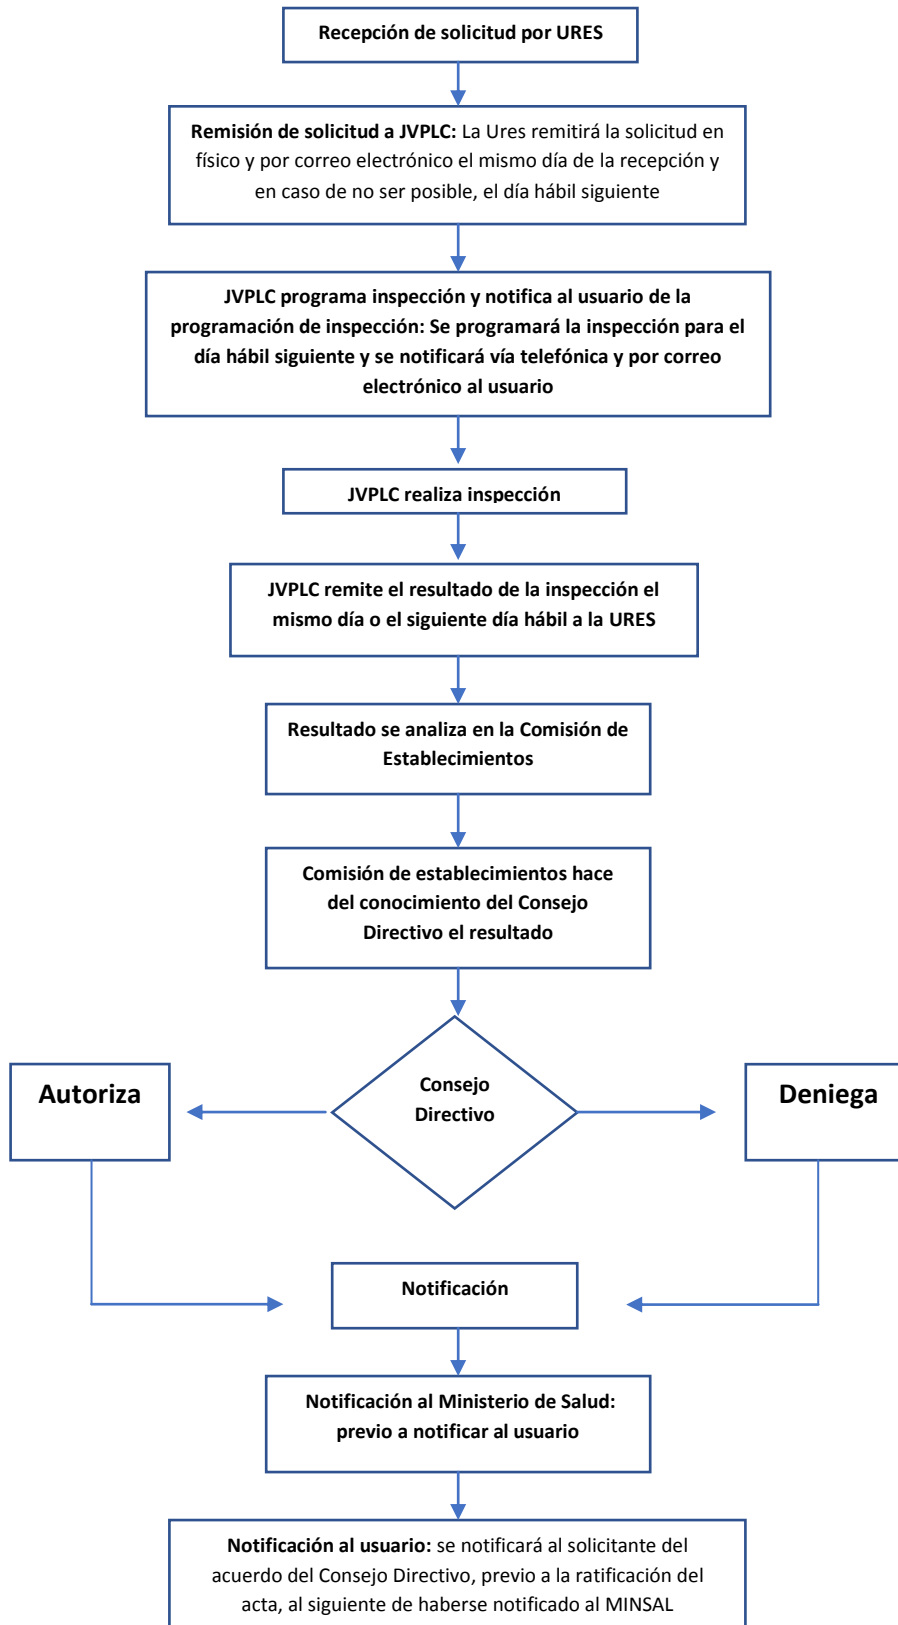 Recepción de solicitud por URES
Remisión de solicitud a JVPLC: La Ures remitirá la solicitud en
físico y por correo electrónico el mismo día de la recepción y
en caso de no ser posible, el día hábil siguiente
JVPLC programa inspección y notifica al usuario de la
programación de inspección: Se programará la inspección para el
día hábil siguiente y se notificará vía telefónica y por correo
electrónico al usuario
JVPLC realiza inspección
JVPLC remite el resultado de la inspección el
mismo día o el siguiente día hábil a la URES
Resultado se analiza en la Comisión de
Establecimientos
Comisión de establecimientos hace
del conocimiento del Consejo
Directivo el resultado
Consejo
Directivo
Autoriza
Deniega
Notificación
Notificación al Ministerio de Salud:
previo a notificar al usuario
Notificación al usuario: se notificará al solicitante del
acuerdo del Consejo Directivo, previo a la ratificación del
acta, al siguiente de haberse notificado al MINSAL